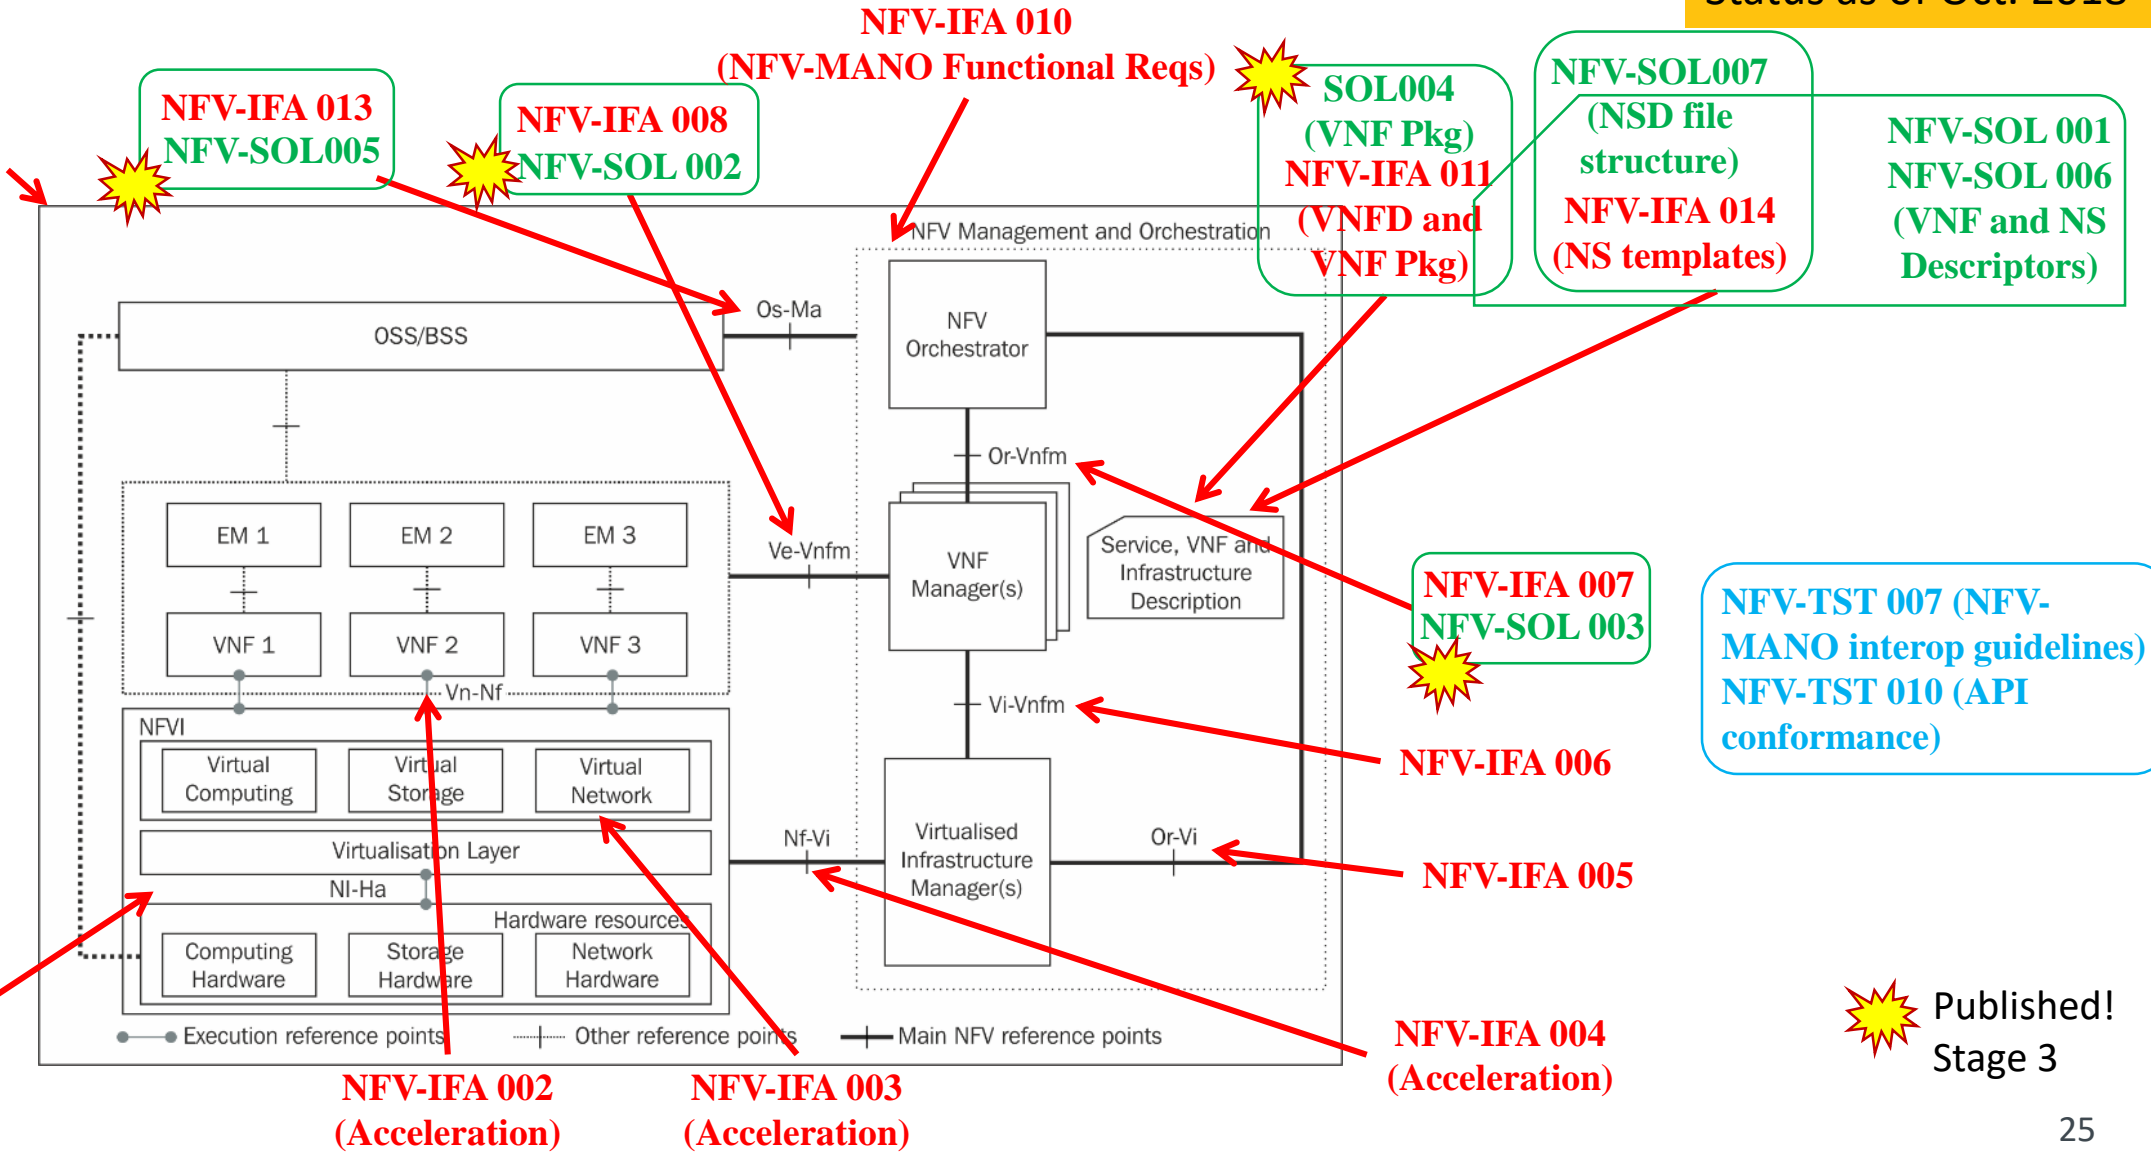 Status as of Oct. 2018
NFV-IFA 010
(NFV-MANO Functional Reqs)
NFV-IFA 013
NFV-SOL005
NFV-IFA 008
NFV-SOL 002
SOL004
(VNF Pkg)
NFV-IFA 011
(VNFD and
VNF Pkg)
NFV-SOL007
(NSD file
structure)
NFV-IFA 014
(NS templates)
NFV-SOL 001
NFV-SOL 006
(VNF and NS
Descriptors)
NFV Management and Orchestration
OSS/BSS
Os-Ma
NFV
Orchestrator
Or-Vnfm
EM 1
EM 2
EM 3
Ve-Vnfm
VNF
Manager(s)
Service, VNF and
Infrastructure
Description
VNF 1
VNF 2
VNF 3
NFV-IFA 007
NFV-SOL 003
NFV-TST 007 (NFV-
MANO interop guidelines)
NFV-TST 010 (API
conformance)
Vn-Nf
Vi-Vnfm
NFVI
Virtual
Computing
Virtual
Storage
Virtual
Network
NFV-IFA 006
Virtualisation Layer
Nf-Vi
Virtualised
Infrastructure
Manager(s)
Or-Vi
NFV-IFA 005
NI-Ha
Hardware resources
Computing
Hardware
Storage
Hardware
Network
Hardware
Execution reference points
Other reference points
Main NFV reference points
NFV-IFA 002
(Acceleration)
NFV-IFA 003
(Acceleration)
NFV-IFA 004
(Acceleration)
Published!
Stage 3
25